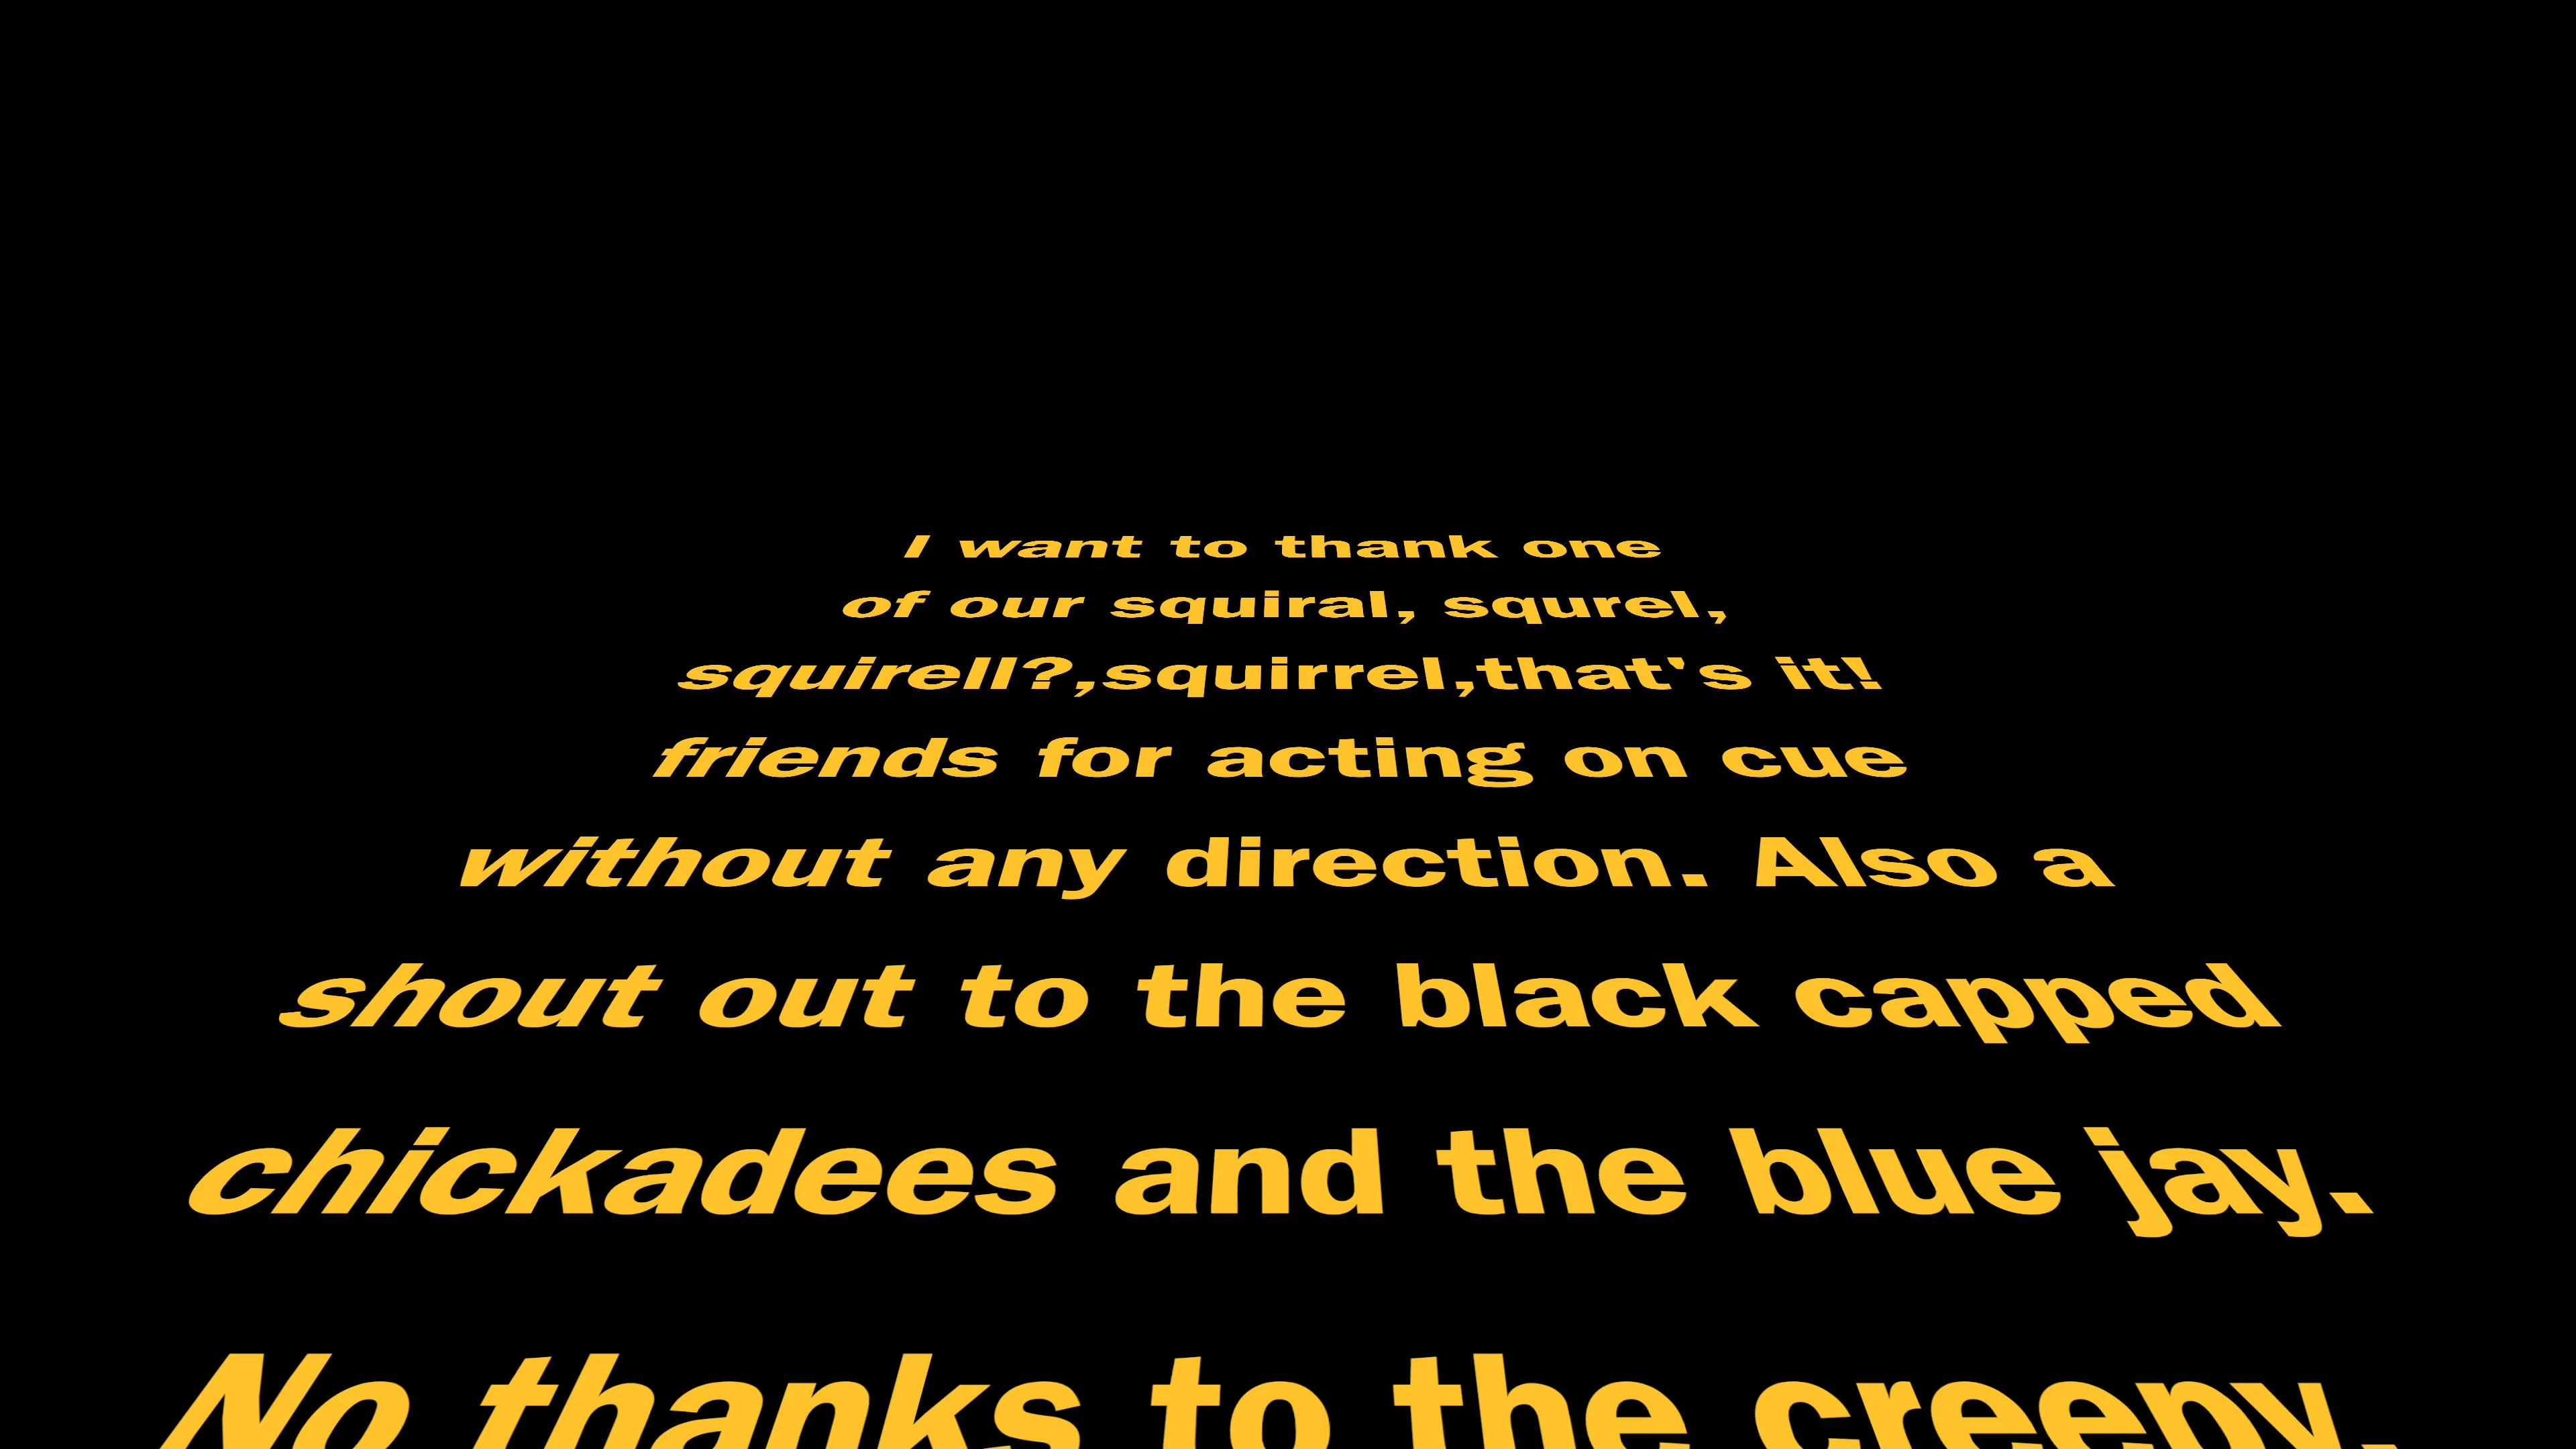 I want to thank one
of our squiral, squrel,
squirell?,squirrel,that's it!
friends for acting on cue
without any direction. Also a
shout out to the black capped
chickadees and the blue jay.
No thanks to the creepy,